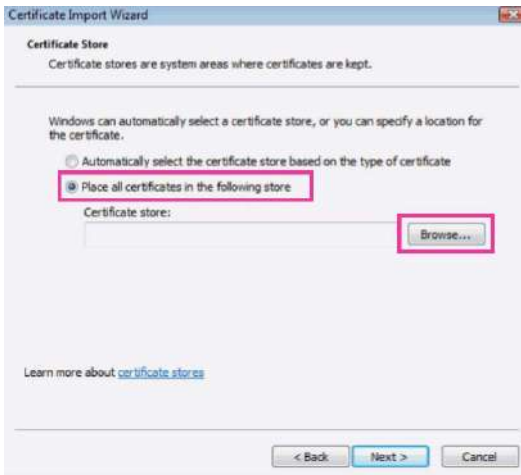 Certificate Import Wizard
Certificate Store
Certificate stores are system areas where certificates are kept.
Windows can automatically select a certificate store, or you can specify a location for
the certificate.
Automatically select the certificate store based on the type of certificate
Place all certificates in the following store
Certificate store:
Browse...
Learn more about certificate stores
< Back
Next >
Cancel